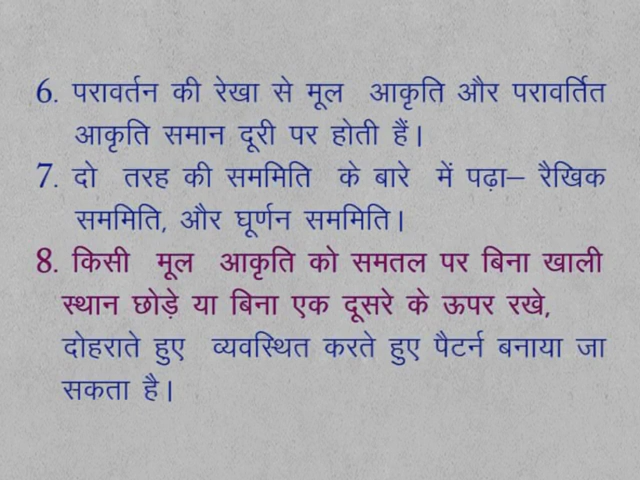 6. परावर्तन की रेखा से मूल आकृति और परावर्तित
आकृति समान दूरी पर होती हैं।
7. दो तरह की सममिति के बारे में पढ़ा– रैखिक
सममिति, और घूर्णन सममिति।
8. किसी मूल आकृति को समतल पर बिना खाली
स्थान छोड़े या बिना एक दूसरे के ऊपर रखे,
दोहराते हुए व्यवस्थित करते हुए पैटर्न बनाया जा
सकता है।